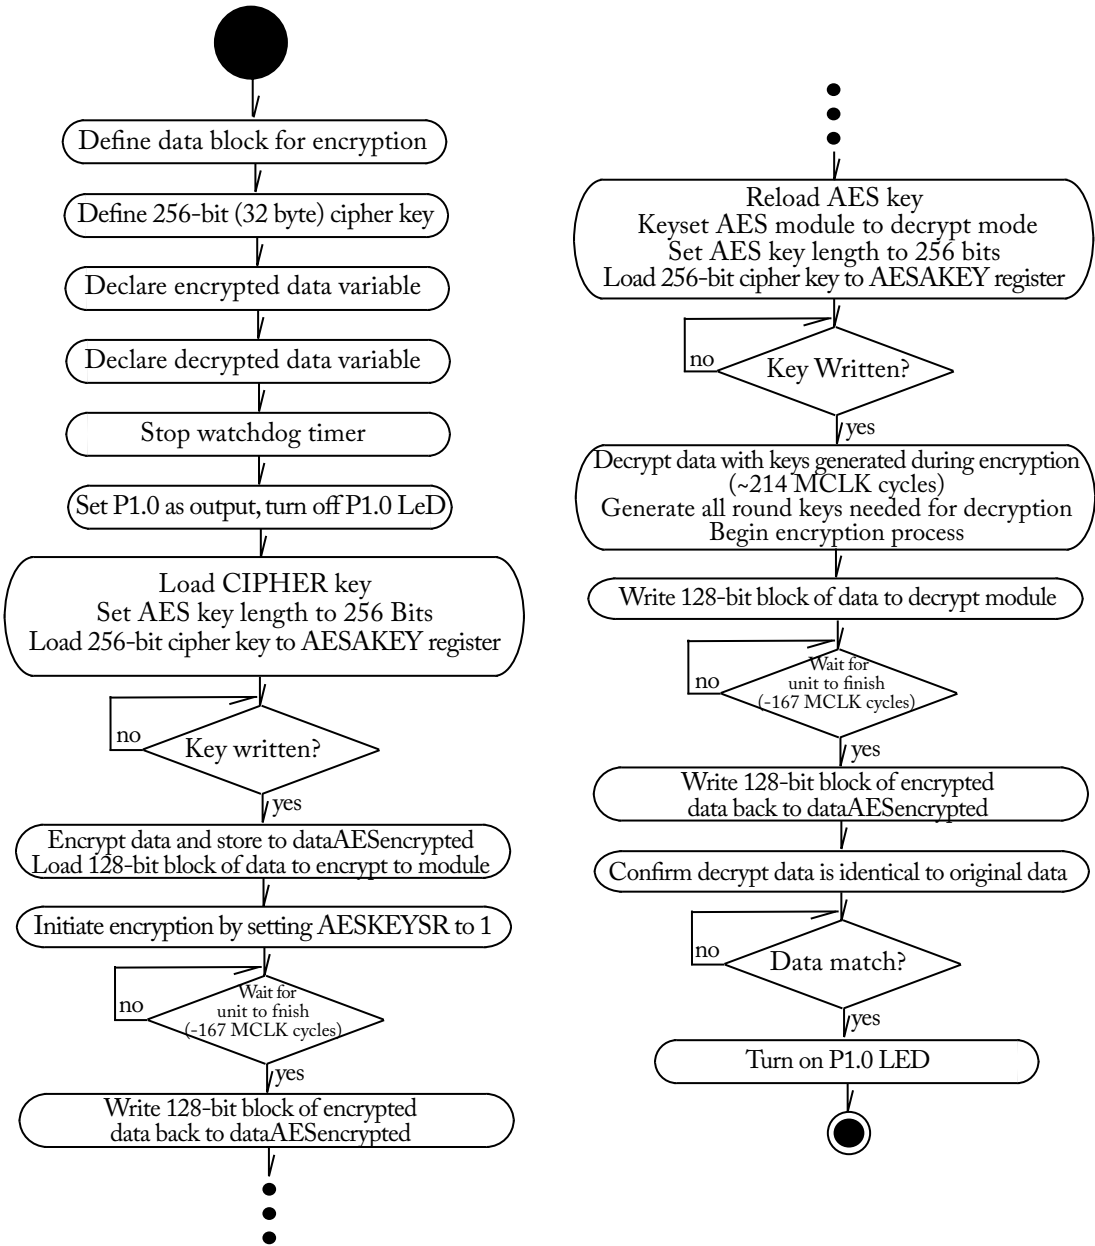 Define data block for encryption
Define 256-bit (32 byte) cipher key
Declare encrypted data variable
Declare decrypted data variable
Stop watchdog timer
Set P1.0 as output, turn off P1.0 LeD
Load CIPHER key
Set AES key length to 256 Bits
Load 256-bit cipher key to AESAKEY register
no
Key written?
yes
Encrypt data and store to dataAESencrypted
Load 128-bit block of data to encrypt to module
Initiate encryption by setting AESKEYSR to 1
no
Wait for
unit to fnish
(-167 MCLK cycles)
yes
Write 128-bit block of encrypted
data back to dataAESencrypted
Reload AES key
Keyset AES module to decrypt mode
Set AES key length to 256 bits
Load 256-bit cipher key to AESAKEY register
no
Key Written?
yes
Decrypt data with keys generated during encryption
(~214 MCLK cycles)
Generate all round keys needed for decryption
Begin encryption process
Write 128-bit block of data to decrypt module
no
Wait for
unit to finish
(-167 MCLK cycles)
yes
Write 128-bit block of encrypted
data back to dataAESencrypted
Confirm decrypt data is identical to original data
no
Data match?
yes
Turn on P1.0 LED